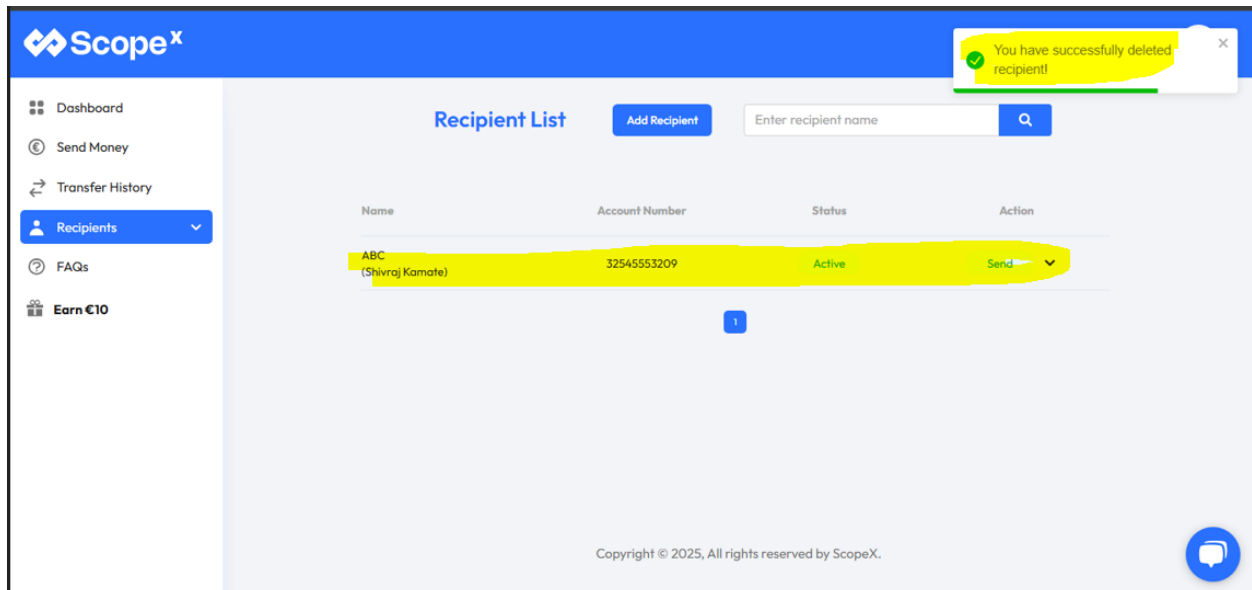 Scope x
You have successfully deleted
recipient!
Dashboard
Send Money
Transfer History
Recipients
FAQs
Earn €10
Recipient List
Add Recipient
Enter recipient name
Name Account Number Status Action
ABC
(Shivraj Kamate) 32545553209 Active Send
1
Copyright © 2025, All rights reserved by ScopeX.